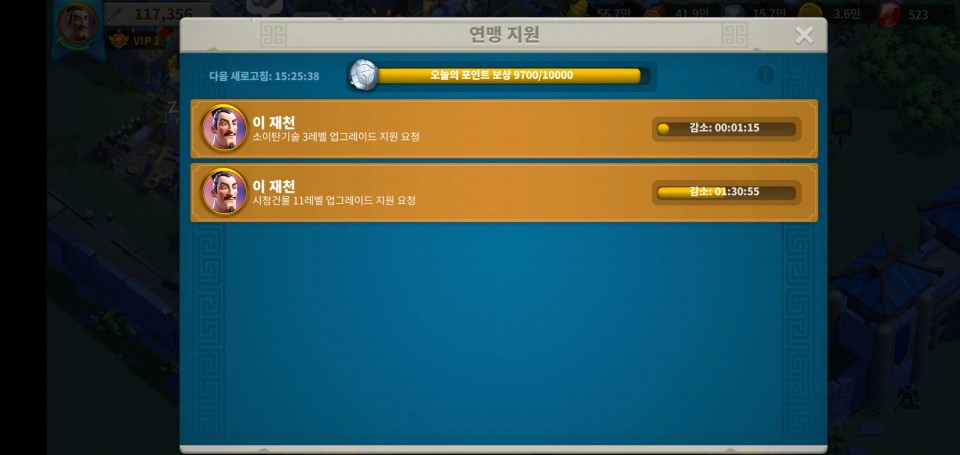 117,356
56.7만
41.9만
15.7만
3.6만
523
VIP 2
연맹 지원
다음 새로고침: 15:25:38
오늘의 포인트 보상 9700/10000
이 재천
소이탄기술 3레벨 업그레이드 지원 요청
감소: 00:01:15
이 재천
시청건물 11레벨 업그레이드 지원 요청
감소: 01:30:55